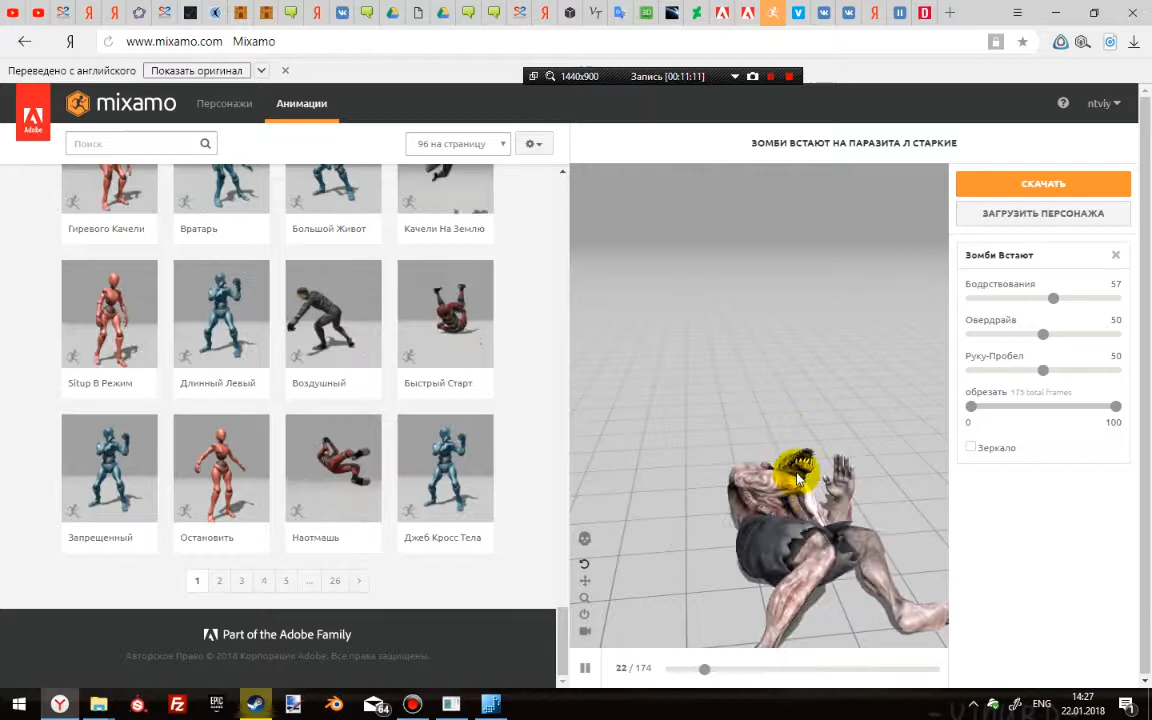 www.mixamo.com Mixamo
Переведено с английского Показать оригинал
1440x900 Запись [00:11:11]
Adobe
mixamo Персонажи Анимации
ntviy
Поиск 96 на страницу
ЗОМБИ ВСТАЮТ НА ПАРАЗИТА Л СТАРКИЕ
СКАЧАТЬ
ЗАГРУЗИТЬ ПЕРСОНАЖА
Гиревого Качели Вратарь Большой Живот Качели На Землю
Зомби Встают
Бодрствования 57
Овердрайв 50
Руку-Пробел 50
обрезать 175 total frames
0 100
Зеркало
Situp В Режим Длинный Левый Воздушный Быстрый Старт
Запрещенный Остановить Наотмашь Джеб Кросс Тела
1 2 3 4 5 ... 26 >
Part of the Adobe Family
Авторское Право © 2018 Корпорация Adobe. Все права защищены.
22 / 174
EPIC
64
ENG
14:27
22.01.2018
1